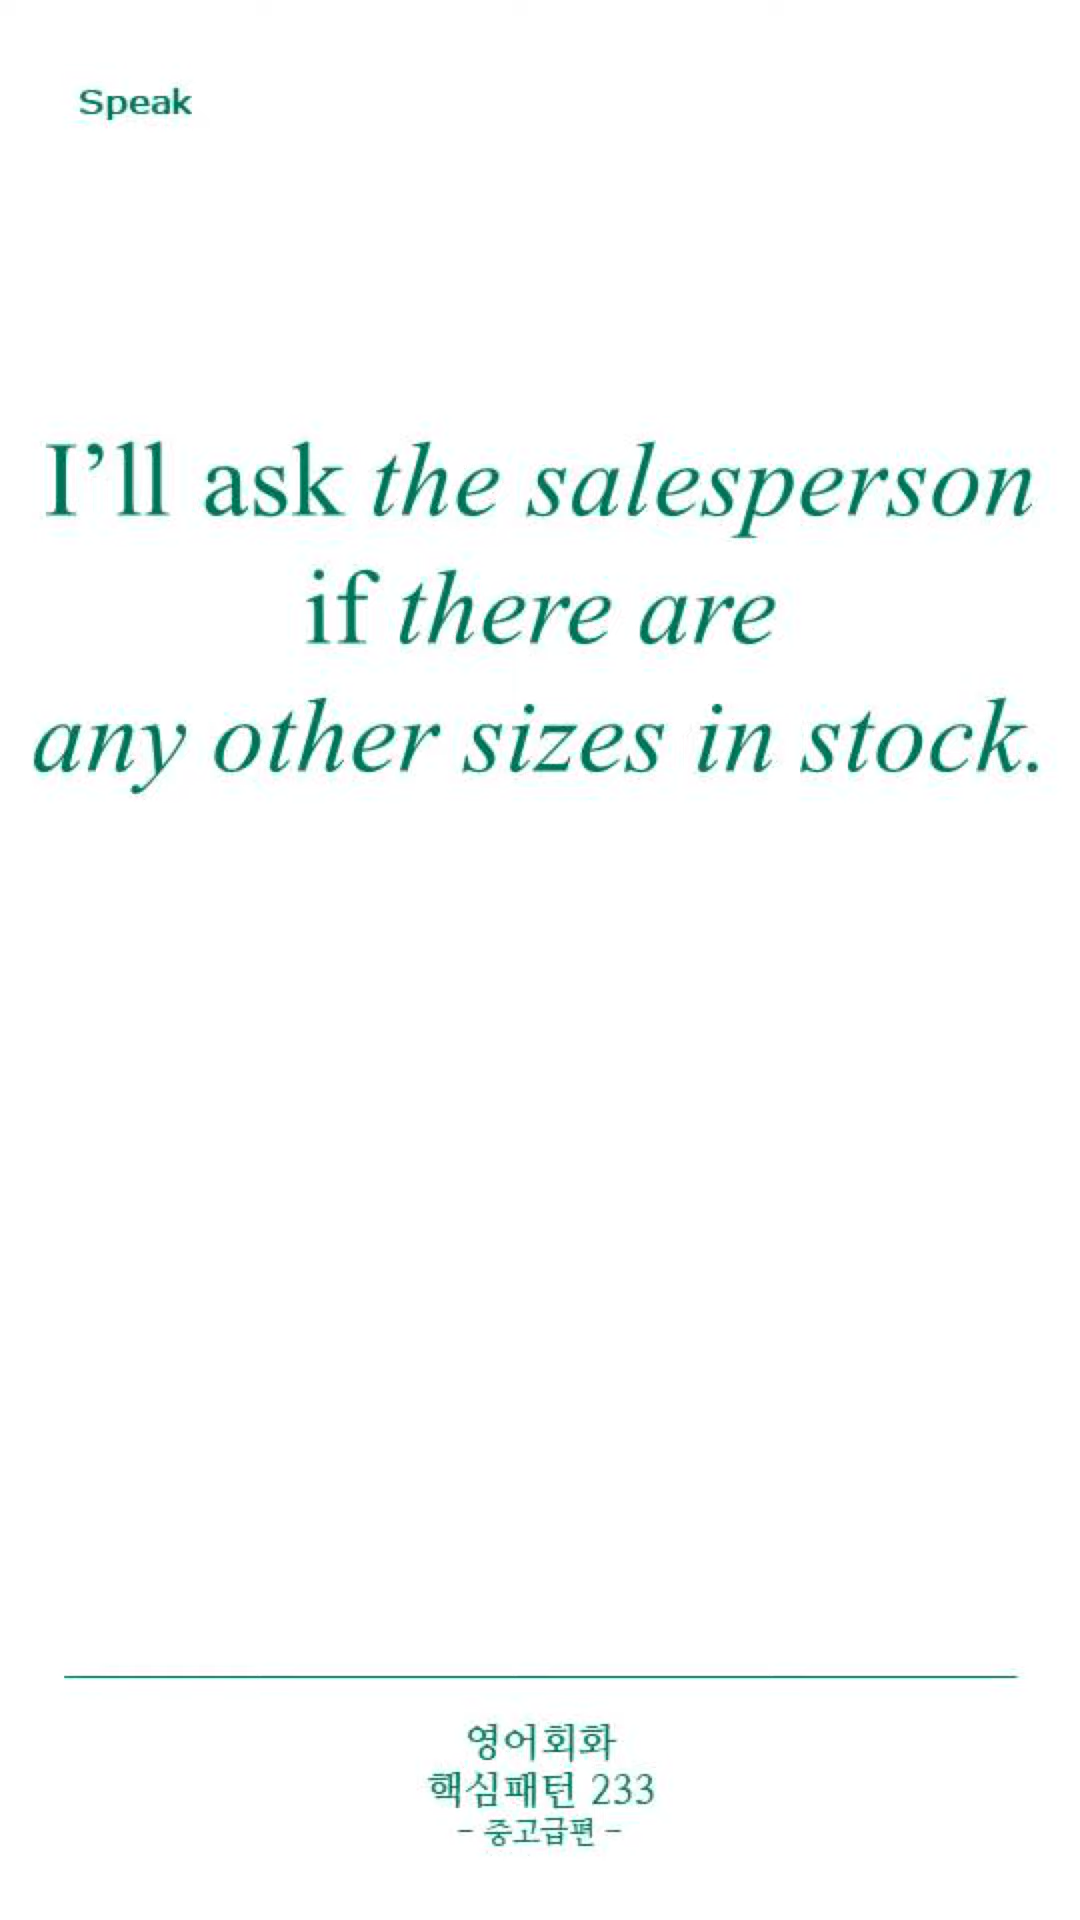 Speak
I’ll ask the salesperson
if there are
any other sizes in stock.
영어회화
핵심패턴 233
- 중고급편 -